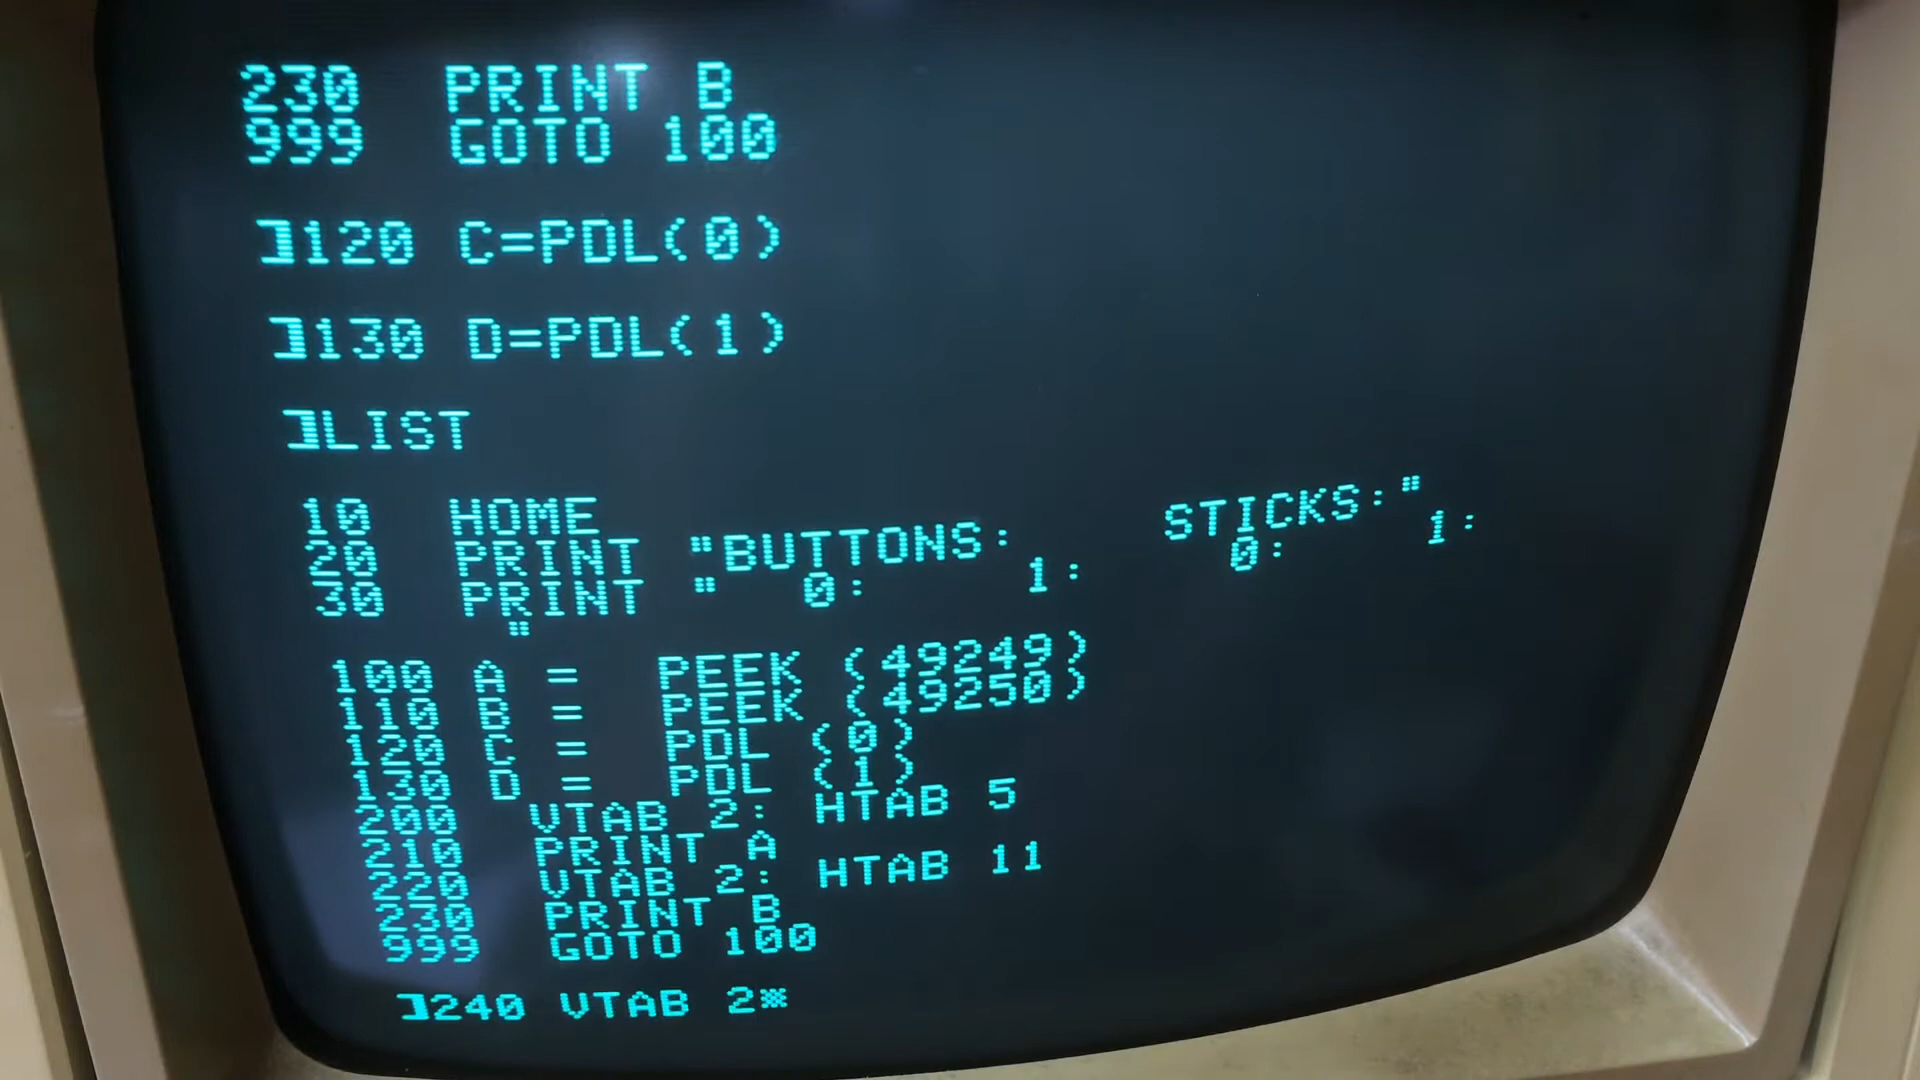 230  PRINT B
999  GOTO 100
]120 C=PDL(0)
]130 D=PDL(1)
]LIST
10  HOME
20  PRINT "BUTTONS:     STICKS:"
30  PRINT "   0:     1:     0:     1:
"
100 A =  PEEK (49249)
110 B =  PEEK (49250)
120 C =  PDL (0)
130 D =  PDL (1)
200  VTAB 2: HTAB 5
210  PRINT A
220  VTAB 2: HTAB 11
230  PRINT B
999  GOTO 100
]240 VTAB 2